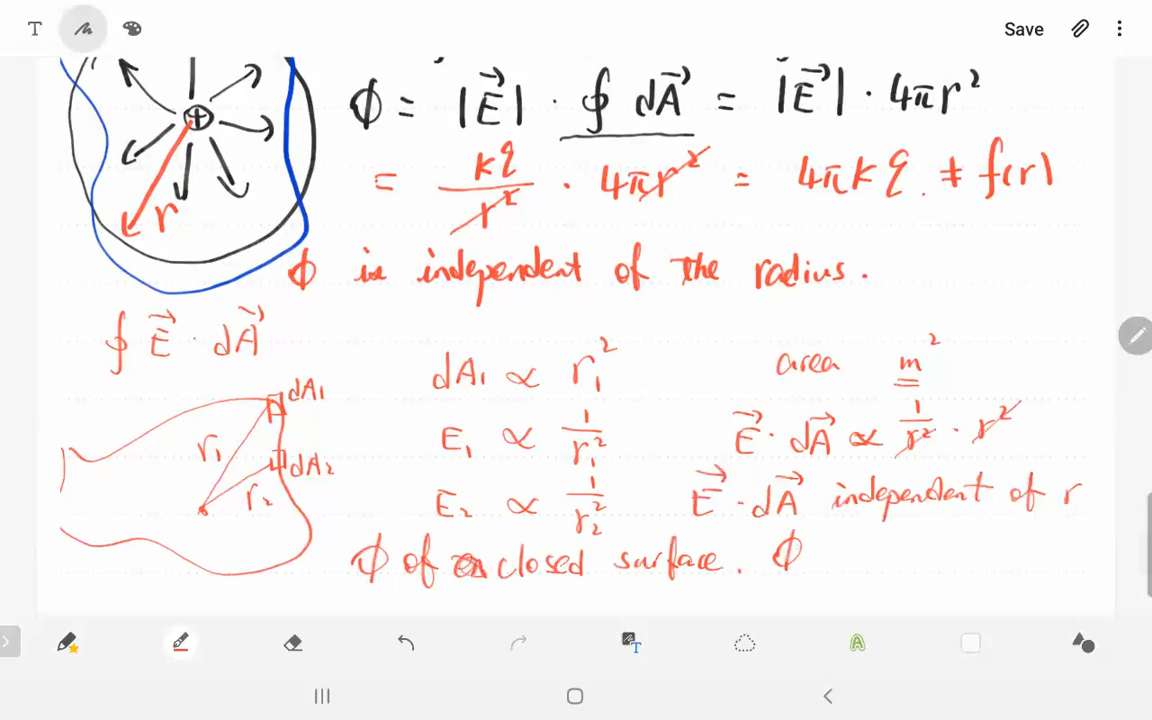 Save
ϕ = |E⃗| · ∮ dA⃗ = |E⃗| · 4πr²
= kq/r² · 4πr² = 4πkq. ≠ f(r)
r
ϕ is independent of the radius.
∮ E⃗ · dA⃗
dA₁ ∝ r₁²
area m²
dA₁
E₁ ∝ 1/r₁²
E⃗ · dA⃗ ∝ 1/r² · r²
r₁
dA₂
r₂
E₂ ∝ 1/r₂²
E⃗ · dA⃗ independent of r
ϕ of closed surface. ϕ